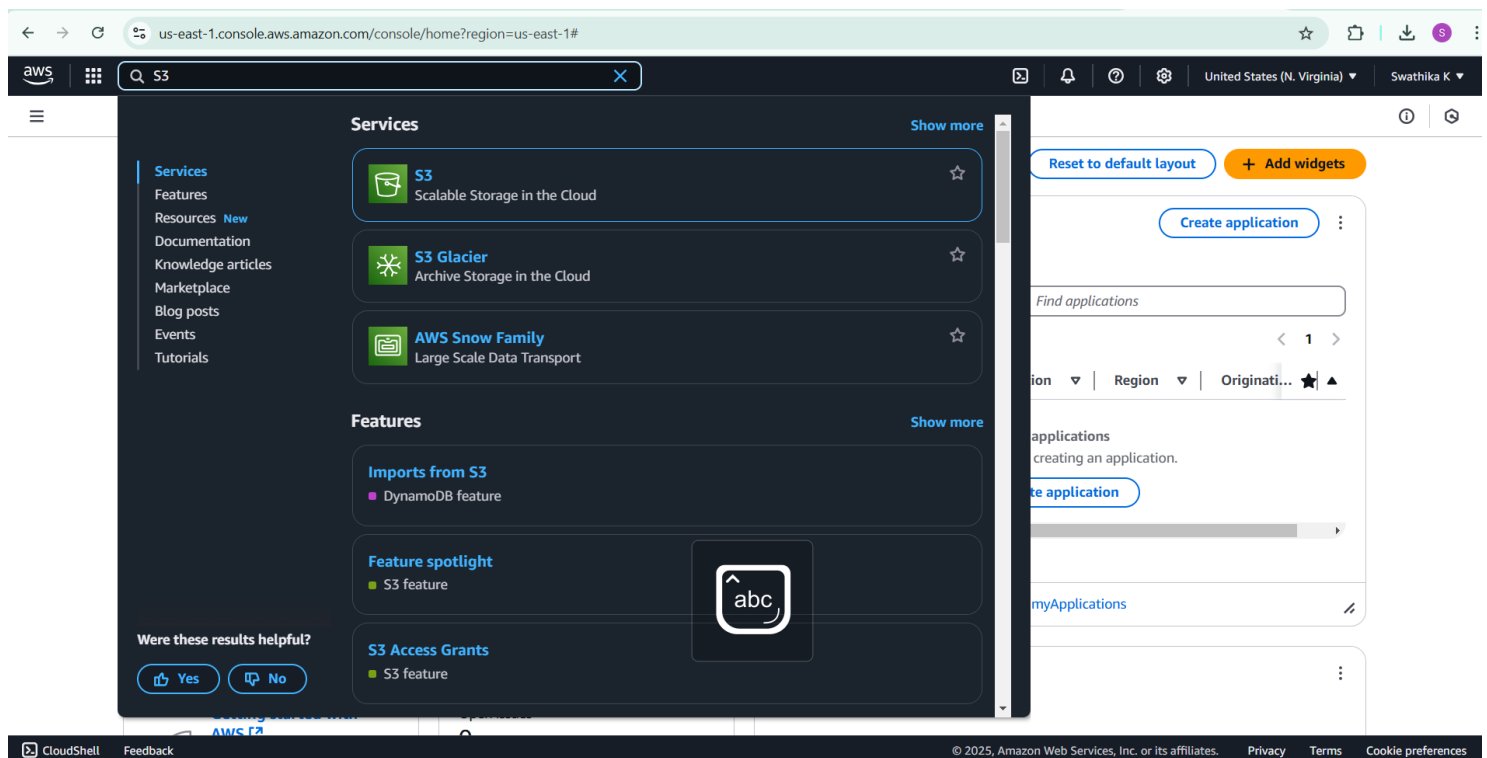 us-east-1.console.aws.amazon.com/console/home?region=us-east-1#
S
aws
S3
United States (N. Virginia)
Swathika K
Services
Show more
Reset to default layout
+ Add widgets
Services
Features
Resources New
Documentation
Knowledge articles
Marketplace
Blog posts
Events
Tutorials
S3
Scalable Storage in the Cloud
S3 Glacier
Archive Storage in the Cloud
AWS Snow Family
Large Scale Data Transport
Create application
Find applications
1
ion
Region
Originati...
Features
Show more
applications
creating an application.
te application
Imports from S3
DynamoDB feature
Feature spotlight
S3 feature
abc
S3 Access Grants
S3 feature
myApplications
Were these results helpful?
Yes
No
Getting started with
AWS
CloudShell
Feedback
© 2025, Amazon Web Services, Inc. or its affiliates.
Privacy
Terms
Cookie preferences